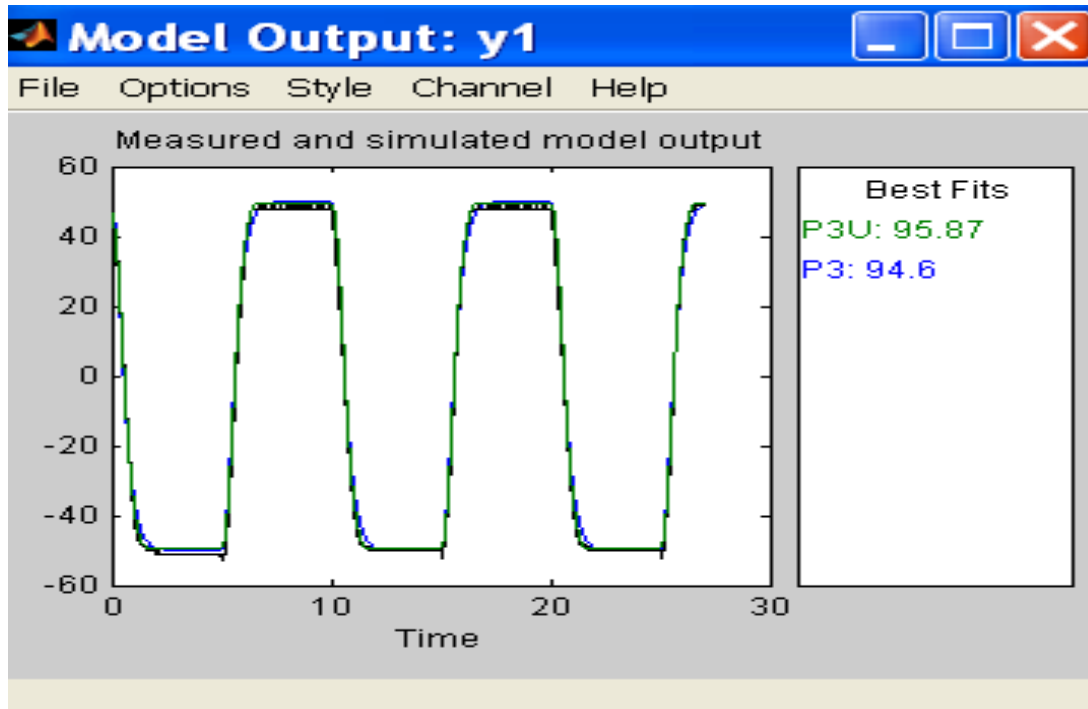 Model Output: y1
File Options Style Channel Help
Measured and simulated model output
60
40
20
0
-20
-40
-60
0 10 20 30
Time
Best Fits
P3U: 95.87
P3: 94.6